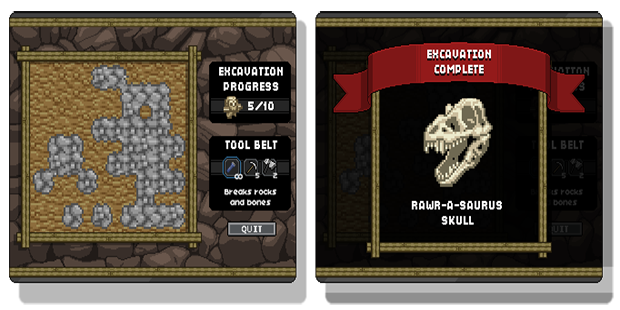 EXCAVATION
PROGRESS
5/10
TOOL BELT
∞ 5 2
Breaks rocks
and bones
QUIT
EXCAVATION
COMPLETE
RAWR-A-SAURUS
SKULL